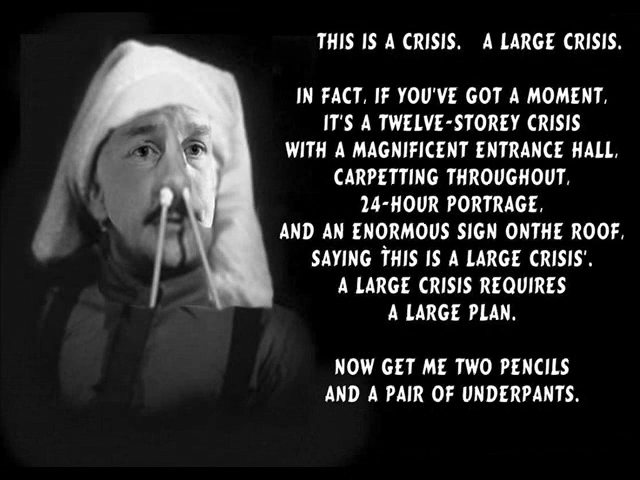 THIS IS A CRISIS. A LARGE CRISIS.
IN FACT, IF YOU'VE GOT A MOMENT,
IT'S A TWELVE-STOREY CRISIS
WITH A MAGNIFICENT ENTRANCE HALL,
CARPETTING THROUGHOUT,
24-HOUR PORTRAGE,
AND AN ENORMOUS SIGN ONTHE ROOF,
SAYING `THIS IS A LARGE CRISIS'.
A LARGE CRISIS REQUIRES
A LARGE PLAN.
NOW GET ME TWO PENCILS
AND A PAIR OF UNDERPANTS.